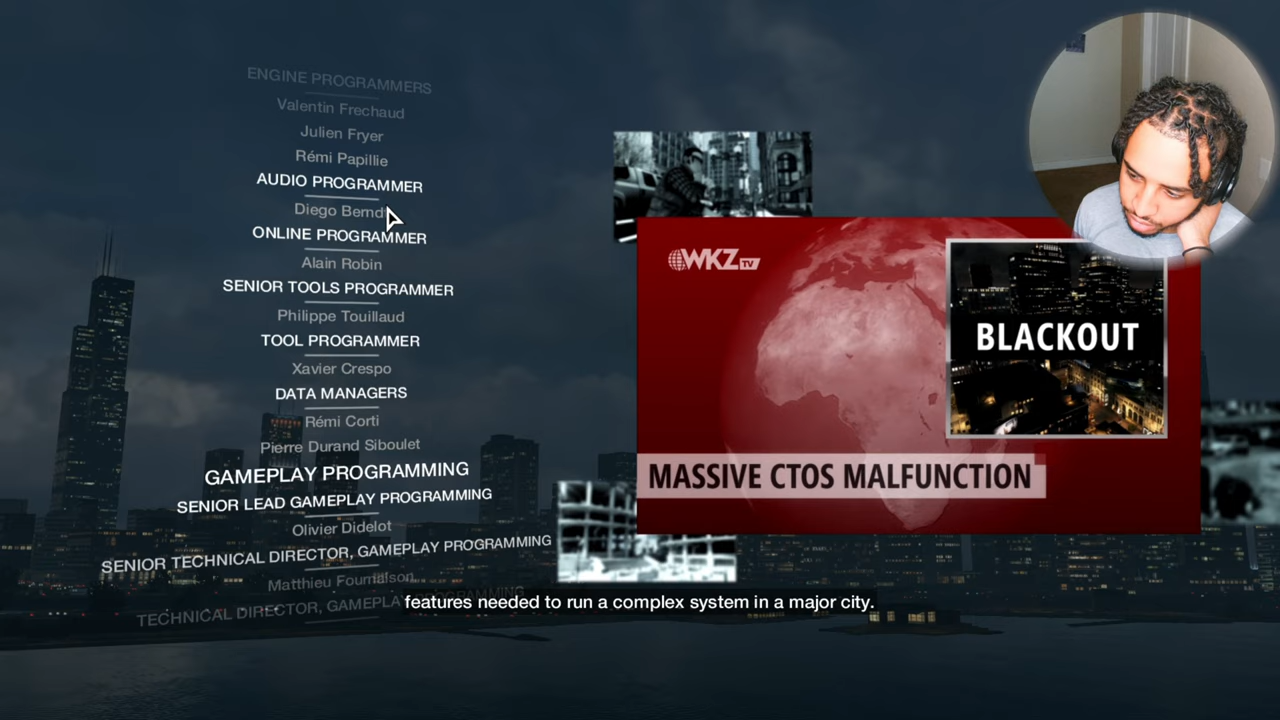 ENGINE PROGRAMMERS
Valentin Frechaud
Julien Fryer
Rémi Papillie
AUDIO PROGRAMMER
Diego
ONLINE PROGRAMMER
Alain Robin
SENIOR TOOLS PROGRAMMER
Philippe Touillaud
TOOL PROGRAMMER
Xavier Crespo
DATA MANAGERS
Rémi Corti
Pierre Durand Siboulet
GAMEPLAY PROGRAMMING
SENIOR LEAD GAMEPLAY PROGRAMMING
Olivier Didelot
SENIOR TECHNICAL DIRECTOR, GAMEPLAY PROGRAMMING
Matthieu Fournaison
TECHNICAL DIRECTOR, GAMEPLAY PROGRAMMING
WKZ TV
BLACKOUT
MASSIVE CTOS MALFUNCTION
features needed to run a complex system in a major city.